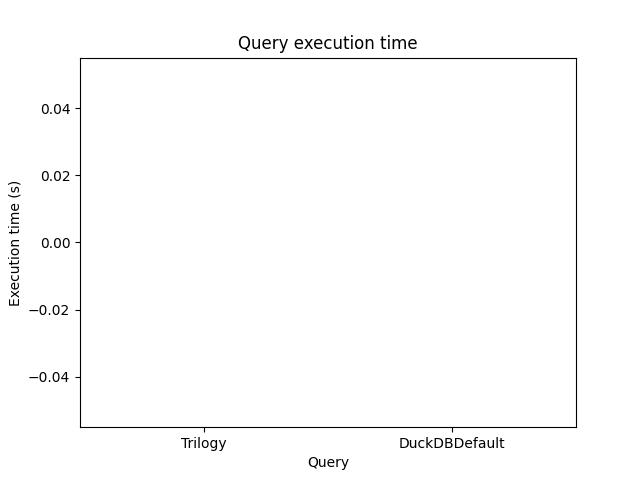 Query execution time
Execution time (s)
0.04
0.02
0.00
−0.02
−0.04
Trilogy DuckDBDefault
Query